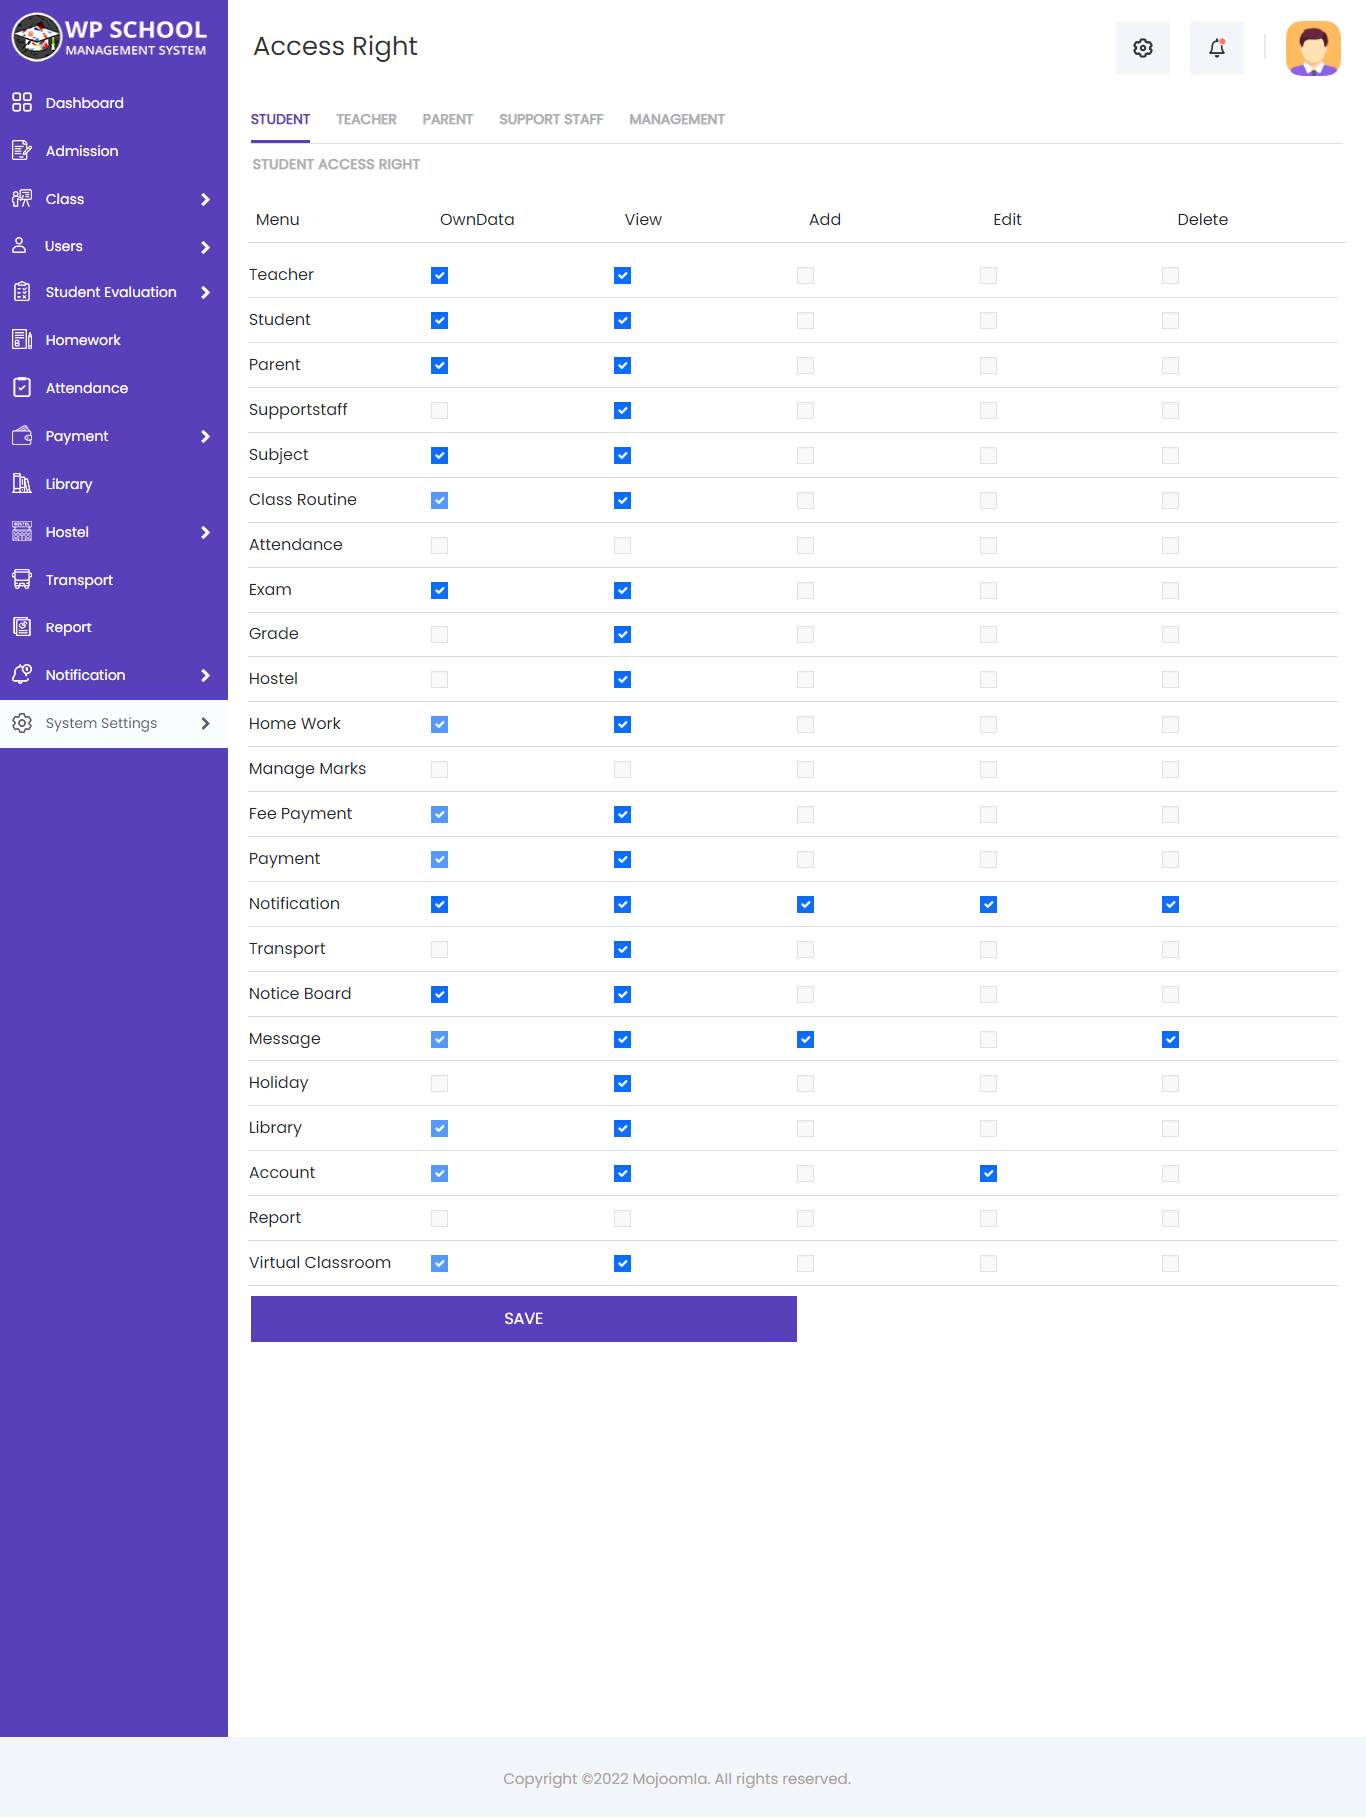 WP SCHOOL
MANAGEMENT SYSTEM
Dashboard
Admission
Class
Users
Student Evaluation
Homework
Attendance
Payment
Library
Hostel
Transport
Report
Notification
System Settings
Access Right
STUDENT TEACHER PARENT SUPPORT STAFF MANAGEMENT
STUDENT ACCESS RIGHT
Menu OwnData View Add Edit Delete
Teacher
Student
Parent
Supportstaff
Subject
Class Routine
Attendance
Exam
Grade
Hostel
Home Work
Manage Marks
Fee Payment
Payment
Notification
Transport
Notice Board
Message
Holiday
Library
Account
Report
Virtual Classroom
SAVE
Copyright ©2022 Mojoomla. All rights reserved.